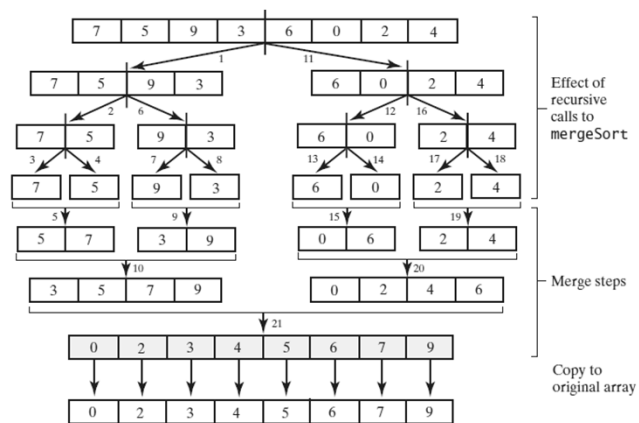 7 5 9 3 6 0 2 4
1 11
7 5 9 3 6 0 2 4
Effect of
recursive
calls to
mergeSort
2 6 12 16
7 5 9 3 6 0 2 4
3 4 7 8 13 14 17 18
7 5 9 3 6 0 2 4
5 9 15 19
5 7 3 9 0 6 2 4
10 20
3 5 7 9 0 2 4 6
Merge steps
21
0 2 3 4 5 6 7 9
Copy to
original array
0 2 3 4 5 6 7 9